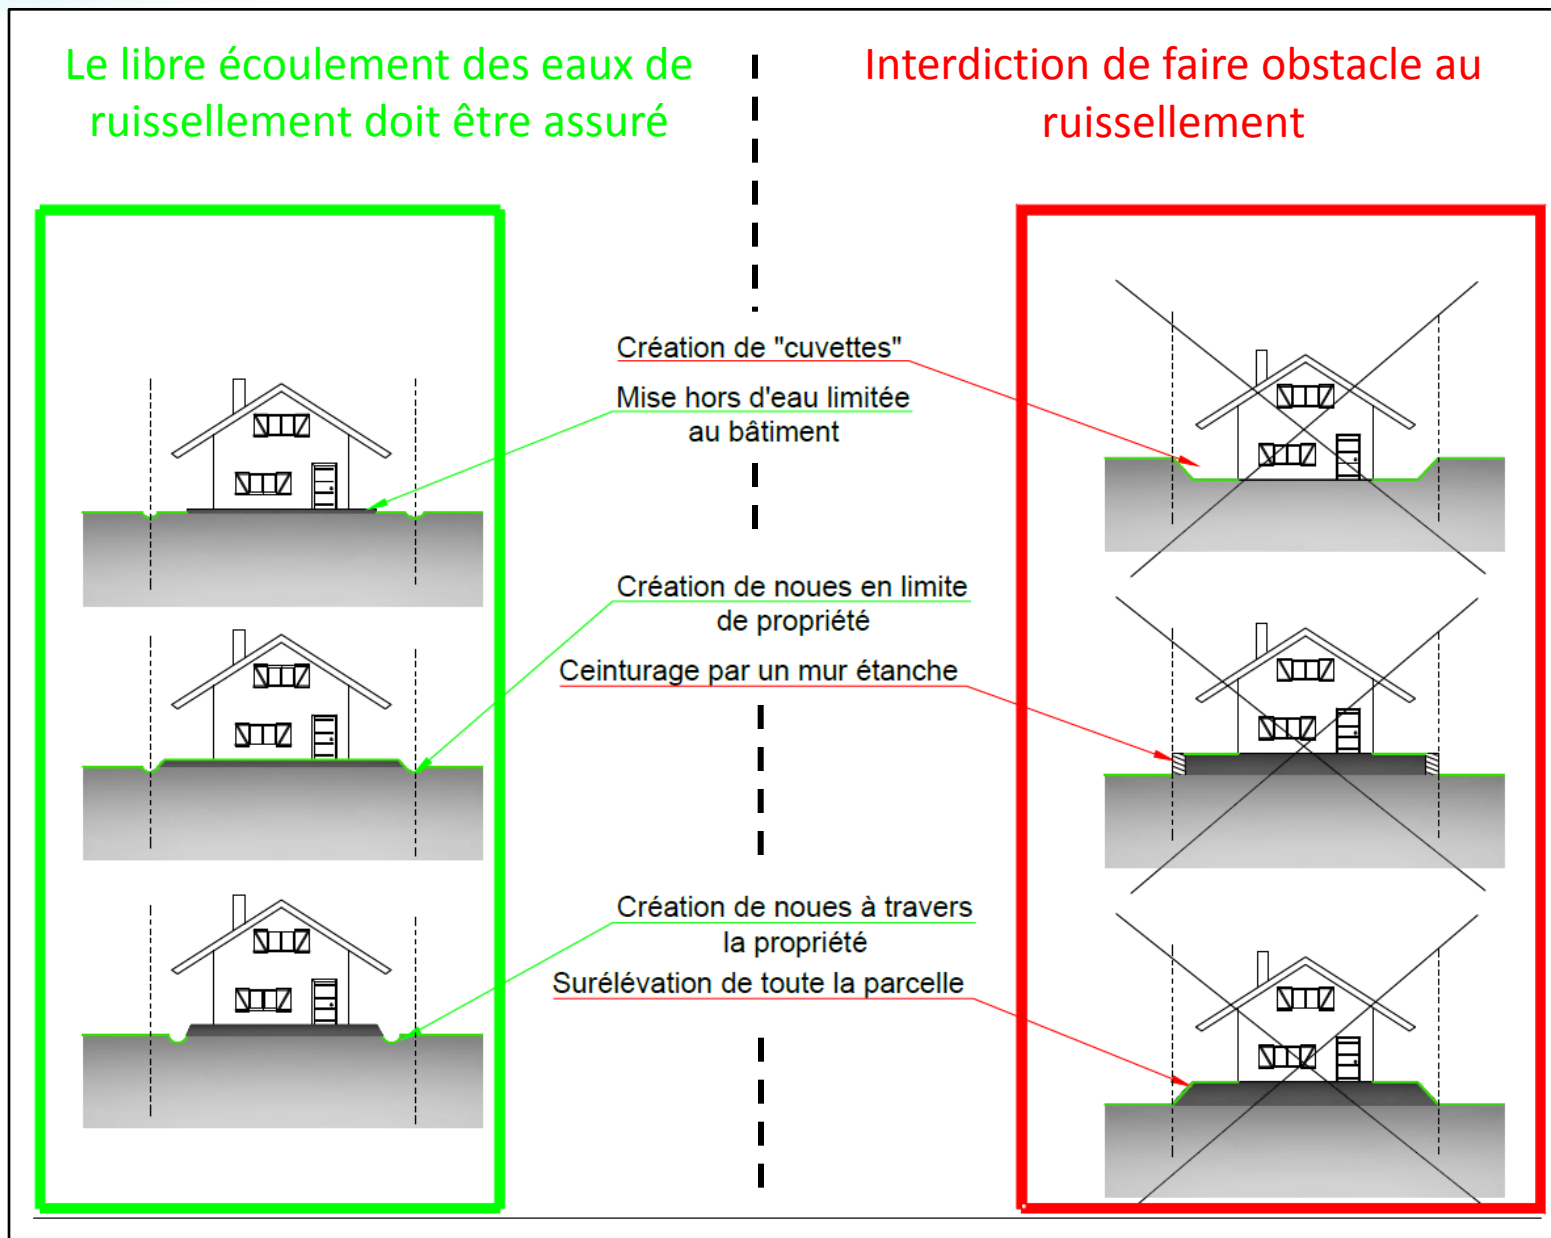 Le libre écoulement des eaux de
ruissellement doit être assuré
Interdiction de faire obstacle au
ruissellement
Création de "cuvettes"
Mise hors d'eau limitée
au bâtiment
Création de noues en limite
de propriété
Ceinturage par un mur étanche
Création de noues à travers
la propriété
Surélévation de toute la parcelle